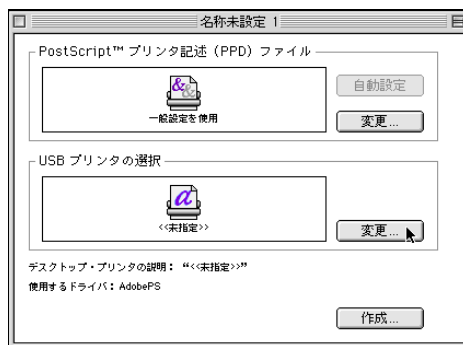 名称未設定 1
PostScript™ プリンタ記述（PPD）ファイル
一般設定を使用
自動設定
変更...
USB プリンタの選択
<<未指定>>
変更...
デスクトップ・プリンタの説明： “<<未指定>>”
使用するドライバ：AdobePS
作成...